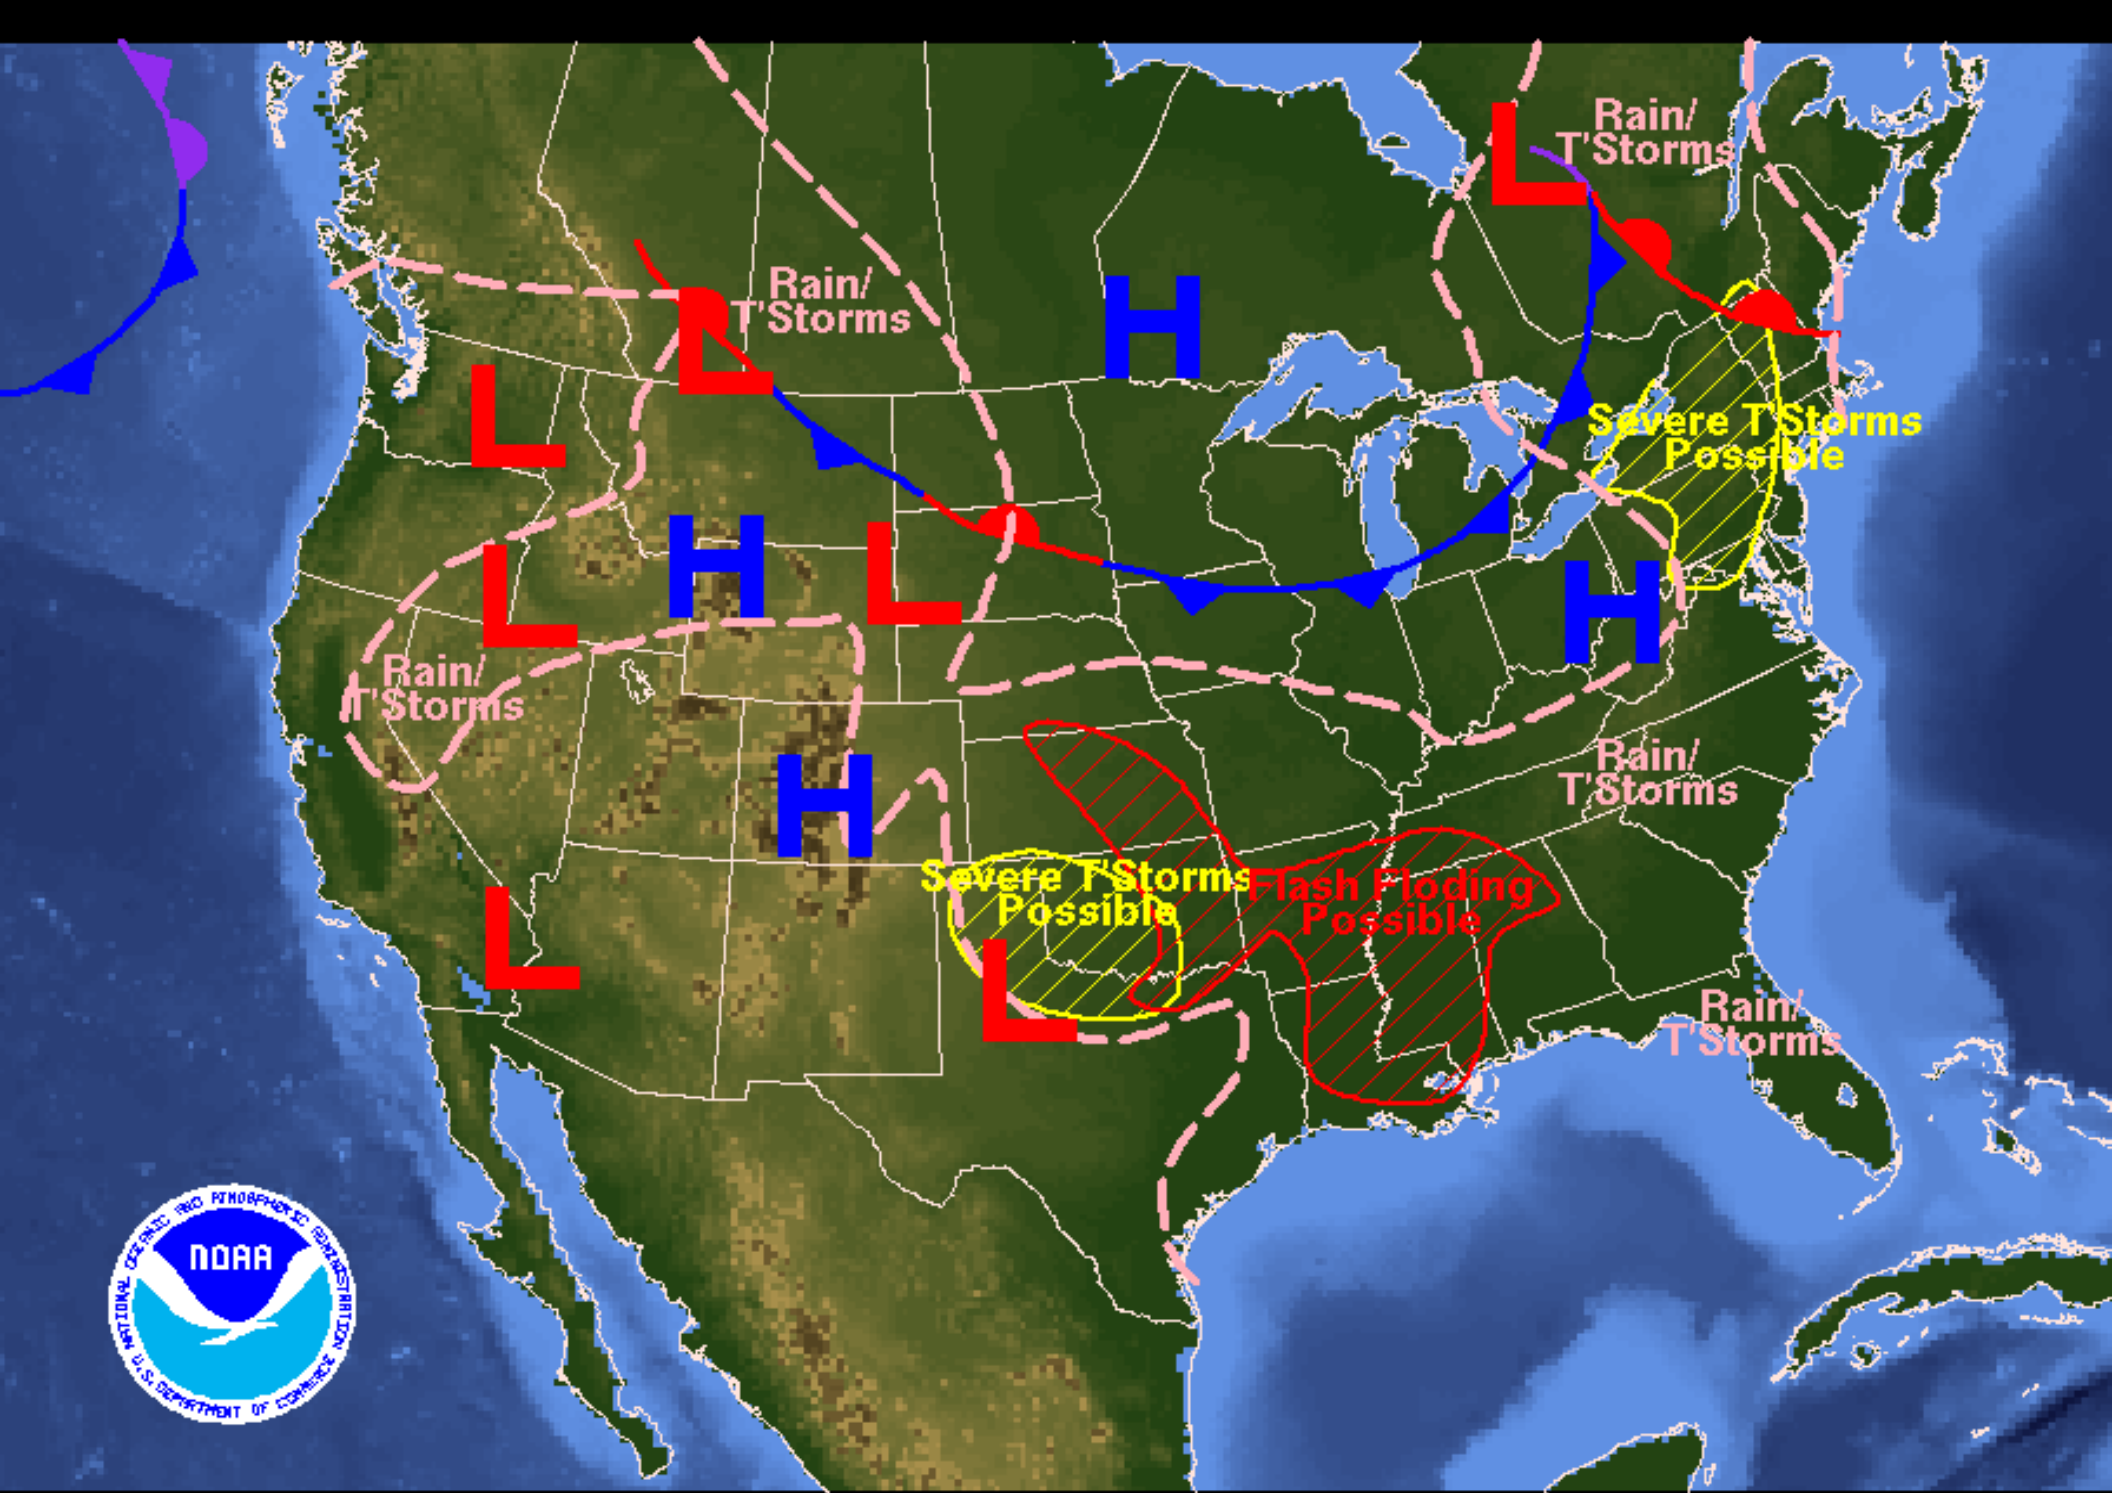 Rain/
T'Storms
Rain/
T'Storms
H
L
L
L
Severe T'Storms
Possible
H
L
L
H
Rain/
T'Storms
H
Rain/
T'Storms
Severe T'Storms
Possible
Flash Floding
Possible
L
L
Rain/
T'Storms
NATIONAL OCEANIC AND ATMOSPHERIC ADMINISTRATION
NOAA
U.S. DEPARTMENT OF COMMERCE